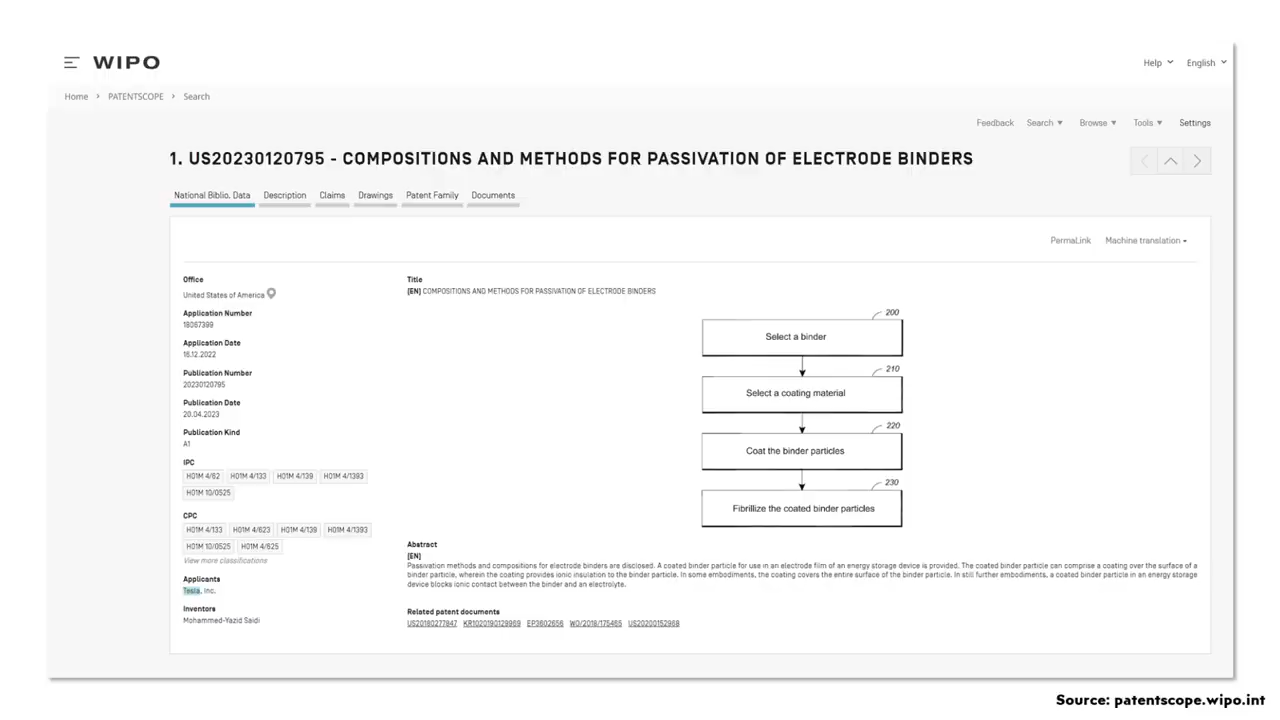 WIPO
Help
English
Home > PATENTSCOPE > Search
Feedback Search Browse Tools Settings
1. US20230120795 - COMPOSITIONS AND METHODS FOR PASSIVATION OF ELECTRODE BINDERS
National Biblio. Data Description Claims Drawings Patent Family Documents
PermaLink Machine translation
Office
United States of America
Application Number
18067399
Application Date
16.12.2022
Publication Number
20230120795
Publication Date
20.04.2023
Publication Kind
A1
IPC
H01M 4/62 H01M 4/133 H01M 4/139 H01M 4/1393
H01M 10/0525
CPC
H01M 4/133 H01M 4/623 H01M 4/139 H01M 4/1393
H01M 10/0525 H01M 4/625
View more classifications
Applicants
Tesla, Inc.
Inventors
Mohammed-Yazid Saidi
Title
[EN] COMPOSITIONS AND METHODS FOR PASSIVATION OF ELECTRODE BINDERS
200
Select a binder
210
Select a coating material
220
Coat the binder particles
230
Fibrillize the coated binder particles
Abstract
[EN]
Passivation methods and compositions for electrode binders are disclosed. A coated binder particle for use in an electrode film of an energy storage device is provided. The coated binder particle can comprise a coating over the surface of a
binder particle, wherein the coating provides ionic insulation to the binder particle. In some embodiments, the coating covers the entire surface of the binder particle. In still further embodiments, a coated binder particle in an energy storage
device blocks ionic contact between the binder and an electrolyte.
Related patent documents
US20180277847 KR1020190129969 EP3602656 WO/2018/175465 US20200152968
Source: patentscope.wipo.int